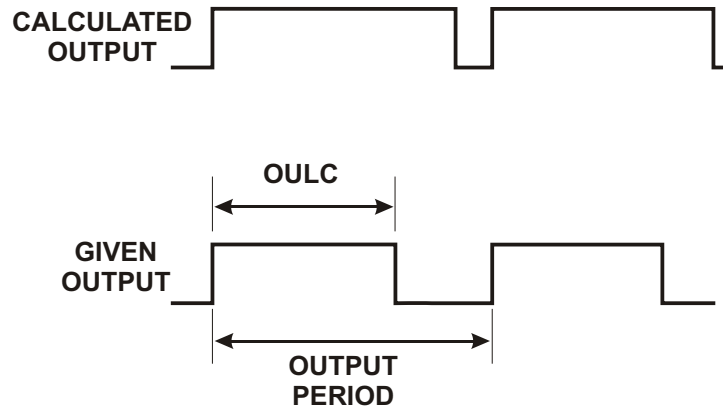 CALCULATED
OUTPUT
OULC
GIVEN
OUTPUT
OUTPUT
PERIOD